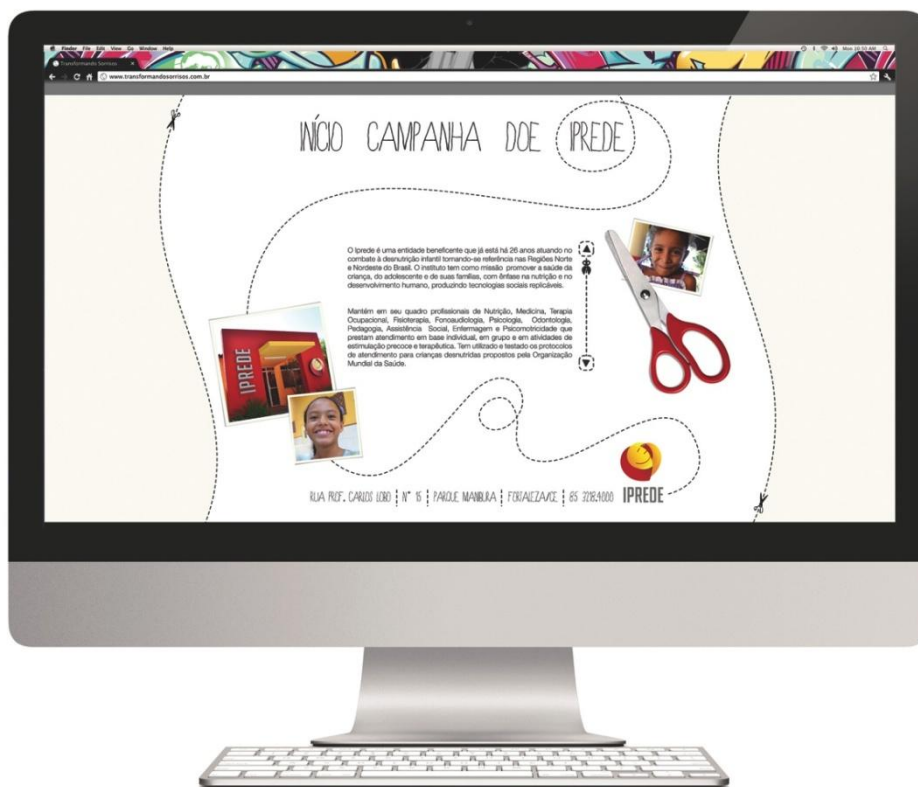 Finder File Edit View Go Window Help
Mon 10:50 AM
Transformando Sorrisos
www.transformandosorrisos.com.br
INÍCIO CAMPANHA DOE IPREDE
O Iprede é uma entidade beneficente que já está há 26 anos atuando no
combate à desnutrição infantil tornando-se referência nas Regiões Norte
e Nordeste do Brasil. O instituto tem como missão promover a saúde da
criança, do adolescente e de suas famílias, com ênfase na nutrição e no
desenvolvimento humano, produzindo tecnologias sociais replicáveis.
Mantém em seu quadro profissionais de Nutrição, Medicina, Terapia
Ocupacional, Fisioterapia, Fonoaudiologia, Psicologia, Odontologia,
Pedagogia, Assistência Social, Enfermagem e Psicomotricidade que
prestam atendimento em base individual, em grupo e em atividades de
estimulação precoce e terapêutica. Tem utilizado e testado os protocolos
de atendimento para crianças desnutridas propostos pela Organização
Mundial da Saúde.
IPREDE
RUA PROF. CARLOS LOBO | N° 15 | PARQUE MANIBURA | FORTALEZA/CE | 85 3218.4000
IPREDE